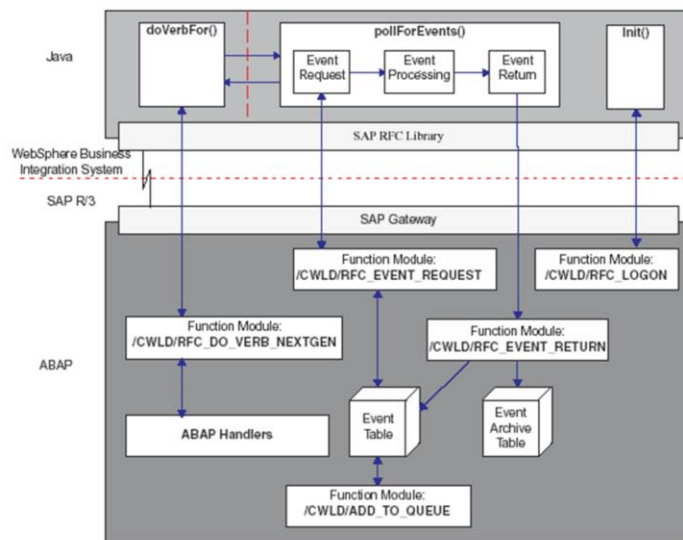 Java
doVerbFor()
pollForEvents()
Event
Request
Event
Processing
Event
Return
Init()
SAP RFC Library
WebSphere Business
Integration System
SAP R/3
SAP Gateway
ABAP
Function Module:
/CWLD/RFC_EVENT_REQUEST
Function Module:
/CWLD/RFC_LOGON
Function Module:
/CWLD/RFC_DO_VERB_NEXTGEN
Function Module:
/CWLD/RFC_EVENT_RETURN
ABAP Handlers
Event
Table
Event
Archive
Table
Function Module:
/CWLD/ADD_TO_QUEUE